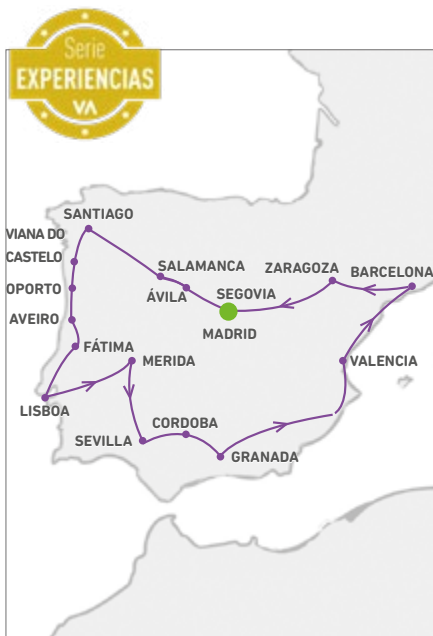 Serie
EXPERIENCIAS
VA
SANTIAGO
VIANA DO
CASTELO
SALAMANCA
ZARAGOZA
BARCELONA
OPORTO
ÁVILA
SEGOVIA
AVEIRO
MADRID
FÁTIMA
MERIDA
VALENCIA
LISBOA
CORDOBA
SEVILLA
GRANADA